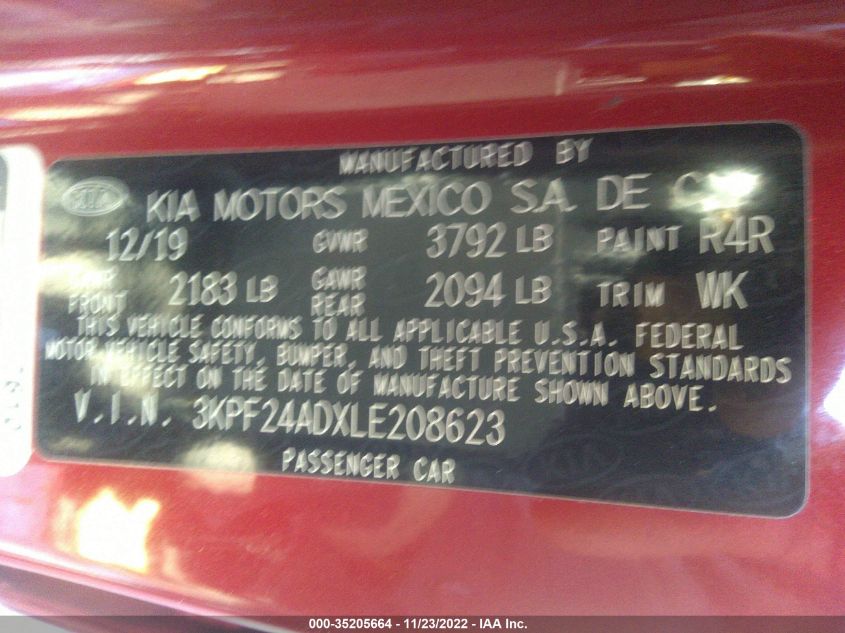 MANUFACTURED BY
KIA KIA MOTORS MEXICO S.A. DE
12/19 GVWR 3792 LB PAINT R4R
FRONT 2183 LB GAWR REAR 2094 LB TRIM WK
THIS VEHICLE CONFORMS TO ALL APPLICABLE U.S.A. FEDERAL
MOTOR VEHICLE SAFETY, BUMPER, AND THEFT PREVENTION STANDARDS
IN EFFECT ON THE DATE OF MANUFACTURE SHOWN ABOVE.
V.I.N. 3KPF24ADXLE208623
PASSENGER CAR
KIA
000-35205664 - 11/23/2022 - IAA Inc.